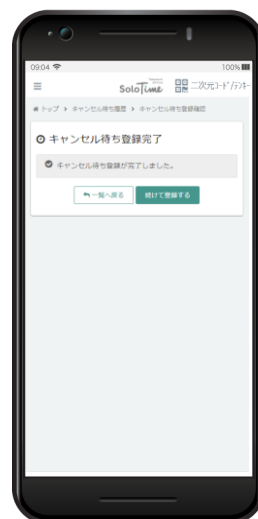 09:04 100%
SoloTime 二次元コード/テンキー
トップ › キャンセル待ち履歴 › キャンセル待ち登録確認
キャンセル待ち登録完了
キャンセル待ち登録が完了しました。
一覧へ戻る 続けて登録する